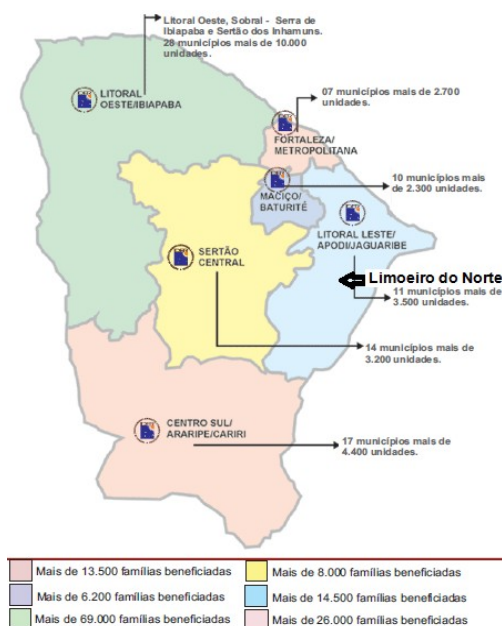 Litoral Oeste, Sobral - Serra de
Ibiapaba e Sertão dos Inhamuns.
28 municípios mais de 10.000
unidades.
LITORAL
OESTE/IBIAPABA
07 municípios mais de 2.700
unidades.
FORTALEZA/
METROPOLITANA
10 municípios mais
de 2.300 unidades.
MACIÇO/
BATURITÉ
LITORAL LESTE/
APODI/JAGUARIBE
SERTÃO
CENTRAL
Limoeiro do Norte
11 municípios mais de
3.500 unidades.
14 municípios mais de
3.200 unidades.
CENTRO SUL/
ARARIPE/CARIRI
17 municípios mais de
4.400 unidades.
Mais de 13.500 famílias beneficiadas
Mais de 8.000 famílias beneficiadas
Mais de 6.200 famílias beneficiadas
Mais de 14.500 famílias beneficiadas
Mais de 69.000 famílias beneficiadas
Mais de 26.000 famílias beneficiadas